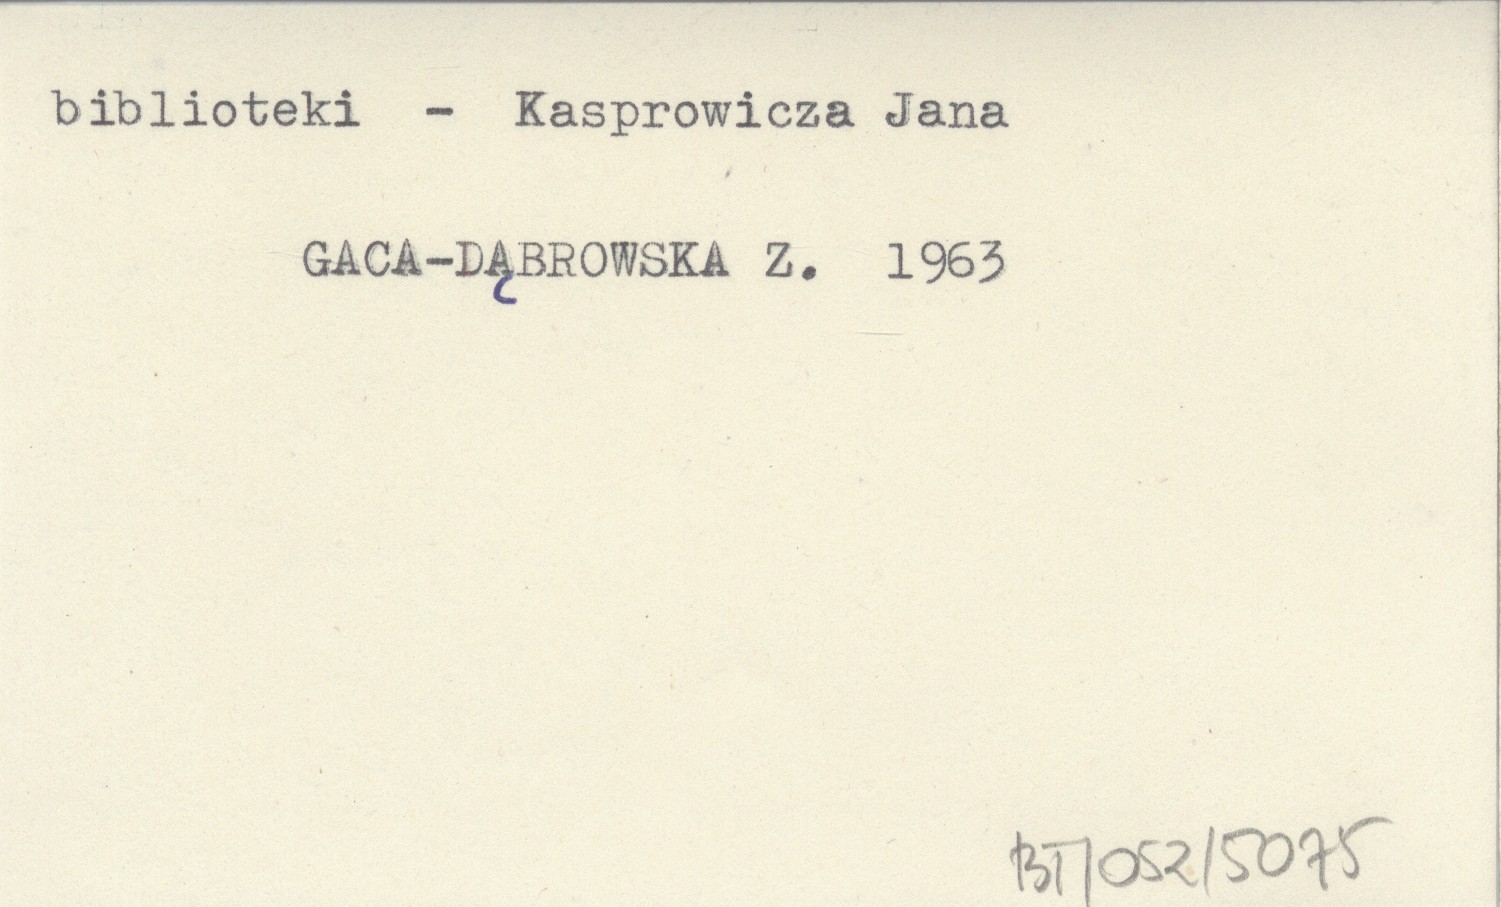 biblioteki - Kasprowicza Jana
GACA-DĄBROWSKA Z. 1963
BT/052/5075